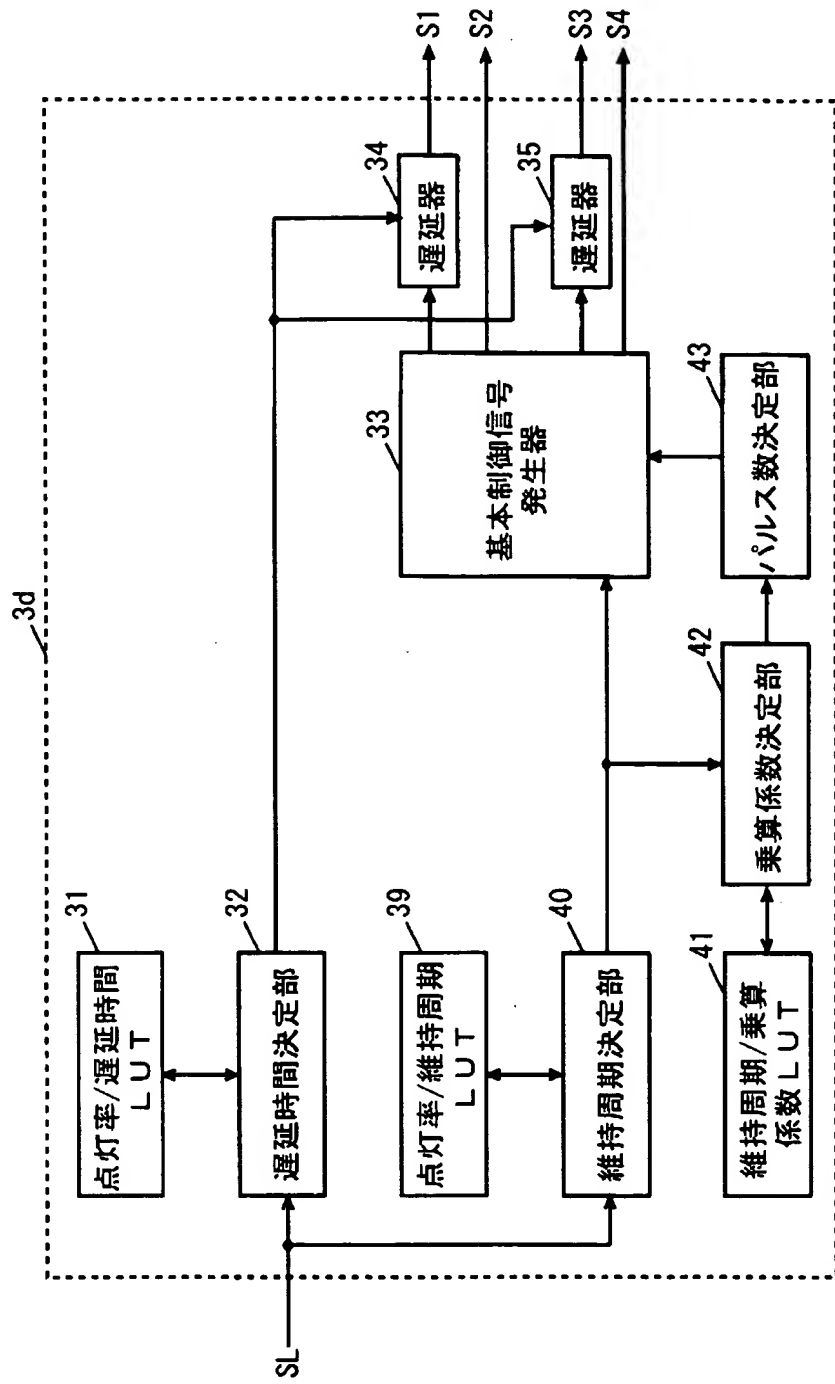 3d
31
点灯率/遅延時間
LUT
32
遅延時間決定部
39
点灯率/維持周期
LUT
40
維持周期決定部
41
維持周期/乗算
係数LUT
42
乗算係数決定部
43
パルス数決定部
33
基本制御信号
発生器
34
遅延器
35
遅延器
SL
S1
S2
S3
S4